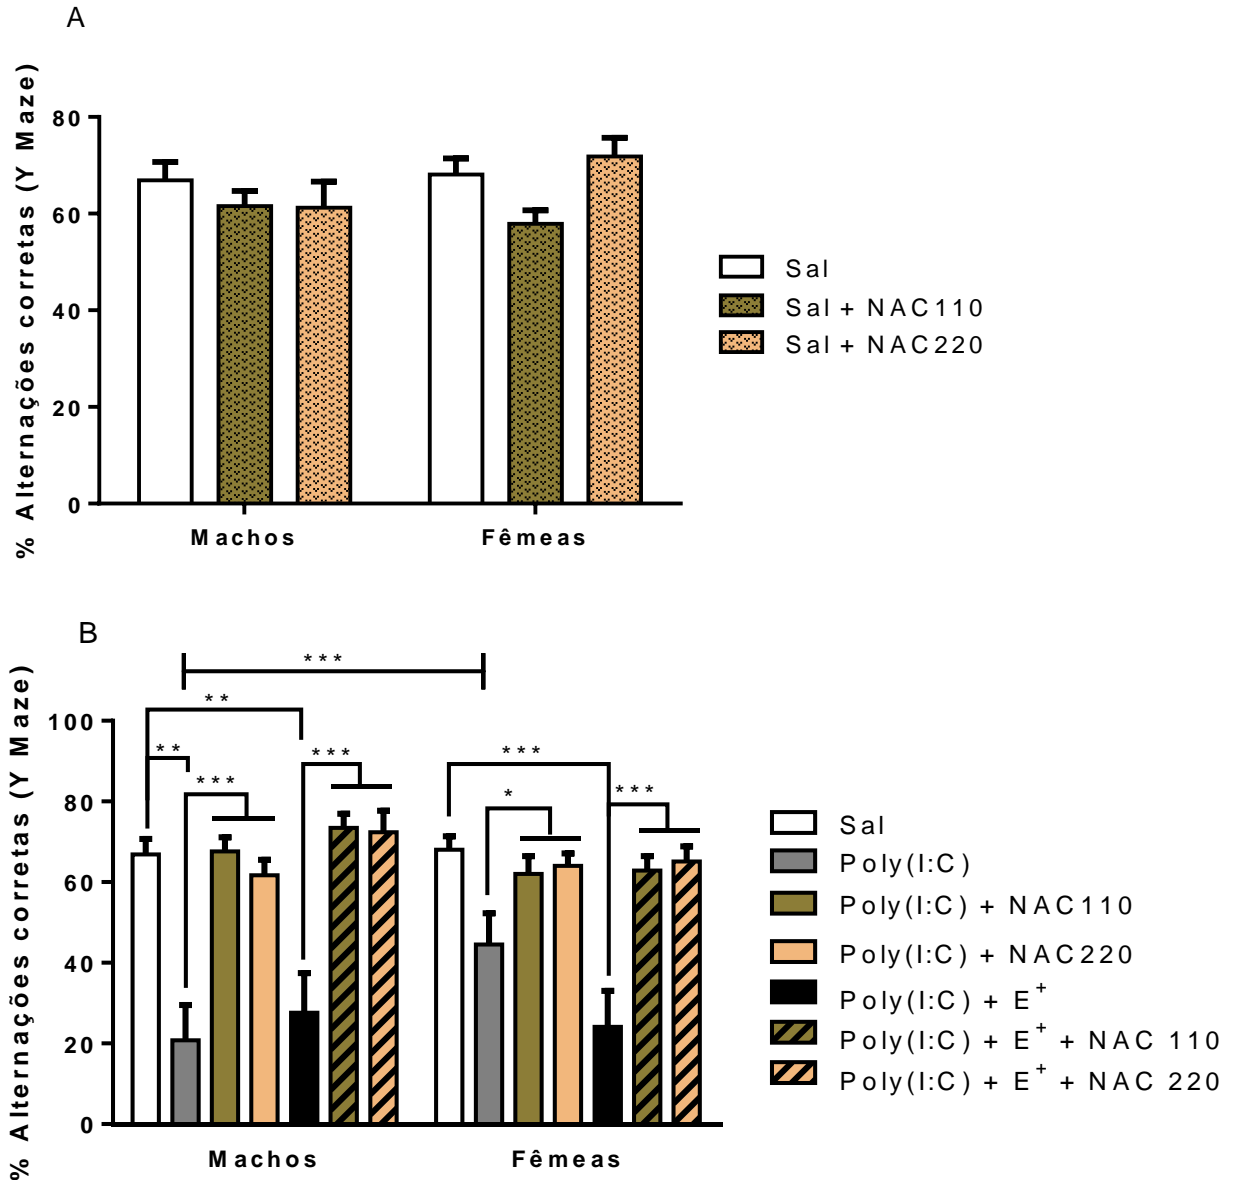 A
% Alternações corretas (Y Maze)
80
60
40
20
0
Machos
Fêmeas
Sal
Sal + NAC110
Sal + NAC220
B
% Alternações corretas (Y Maze)
100
80
60
40
20
0
***
**
**
***
***
***
*
***
Machos
Fêmeas
Sal
Poly(I:C)
Poly(I:C) + NAC110
Poly(I:C) + NAC220
Poly(I:C) + E⁺
Poly(I:C) + E⁺ + NAC 110
Poly(I:C) + E⁺ + NAC 220